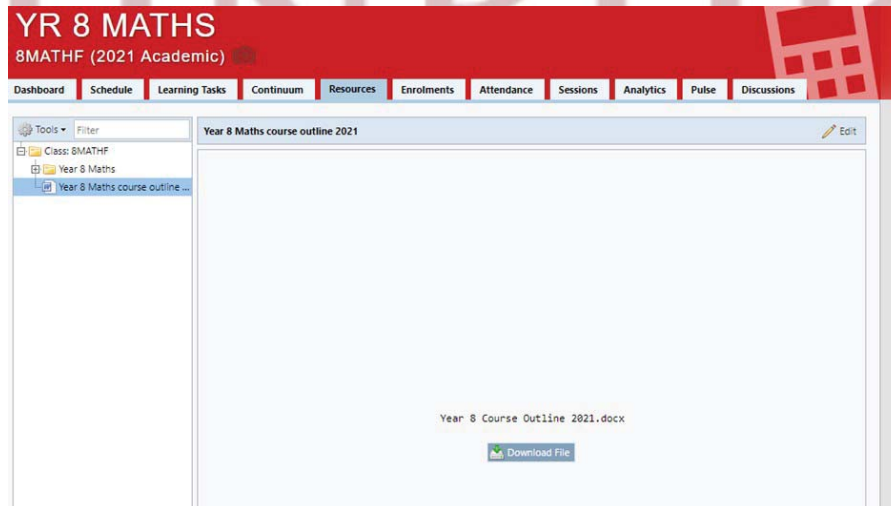 YR 8 MATHS
8MATHF (2021 Academic)
Dashboard Schedule Learning Tasks Continuum Resources Enrolments Attendance Sessions Analytics Pulse Discussions
Tools Filter
Year 8 Maths course outline 2021 Edit
Class: 8MATHF
Year 8 Maths
Year 8 Maths course outline ...
Year 8 Course Outline 2021.docx
Download File